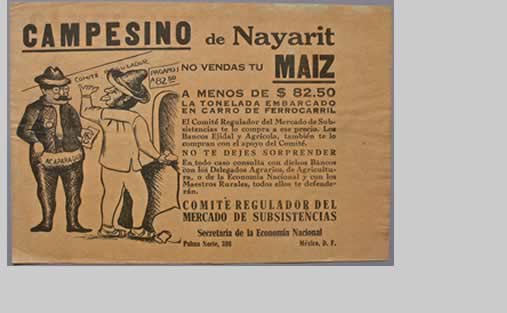 CAMPESINO de Nayarit
NO VENDAS TU MAIZ
A MENOS DE $ 82.50
LA TONELADA EMBARCADO
EN CARRO DE FERROCARRIL
El Comité Regulador del Mercado de Sub-
sistencias te lo compra a ese precio. Los
Bancos Ejidal y Agrícola, también te lo
compran con el apoyo del Comité.
NO TE DEJES SORPRENDER
En todo caso consulta con dichos Bancos
con los Delegados Agrarios, de Agricultu-
ra, o de la Economía Nacional y con los
Maestros Rurales, todos ellos te defende-
rán.
COMITÉ REGULADOR DEL
MERCADO DE SUBSISTENCIAS
Secretaría de la Economía Nacional
Palma Norte, 308 México, D. F.
COMITÉ REGULADOR
PAGAMOS
A 82.50
ACAPARADOR